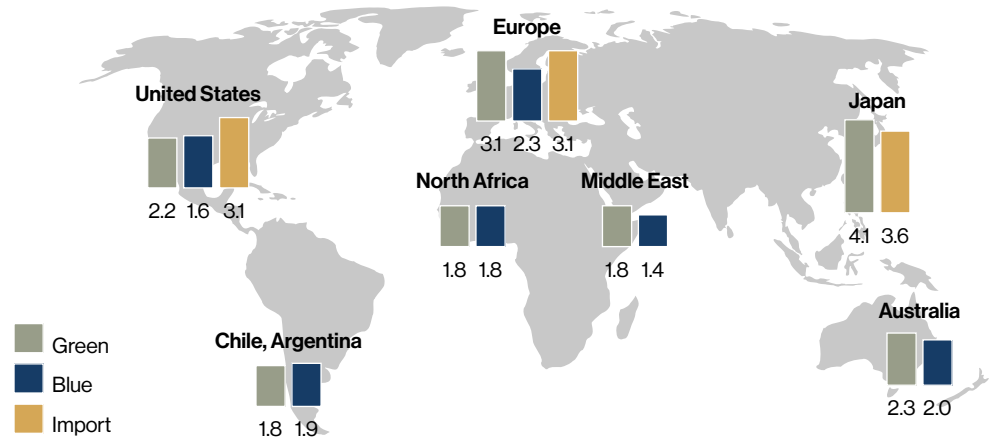 Europe
3.1 2.3 3.1
United States
2.2 1.6 3.1
Japan
4.1 3.6
North Africa
1.8 1.8
Middle East
1.8 1.4
Australia
2.3 2.0
Chile, Argentina
1.8 1.9
Green
Blue
Import